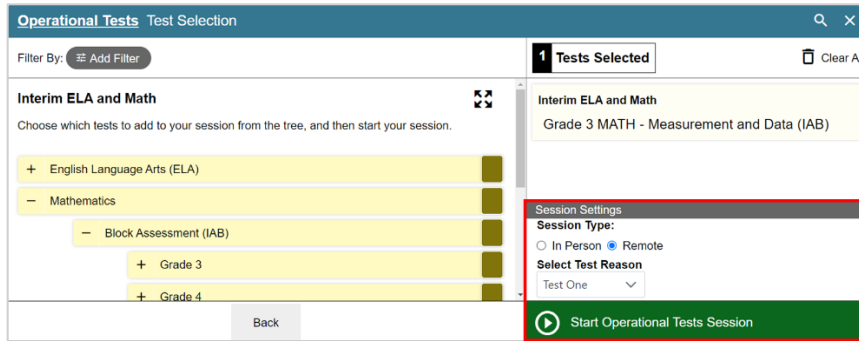 Operational Tests Test Selection
Filter By: Add Filter
1 Tests Selected
Clear A
Interim ELA and Math
Choose which tests to add to your session from the tree, and then start your session.
+ English Language Arts (ELA)
− Mathematics
− Block Assessment (IAB)
+ Grade 3
+ Grade 4
Back
Interim ELA and Math
Grade 3 MATH - Measurement and Data (IAB)
Session Settings
Session Type:
In Person Remote
Select Test Reason
Test One
Start Operational Tests Session